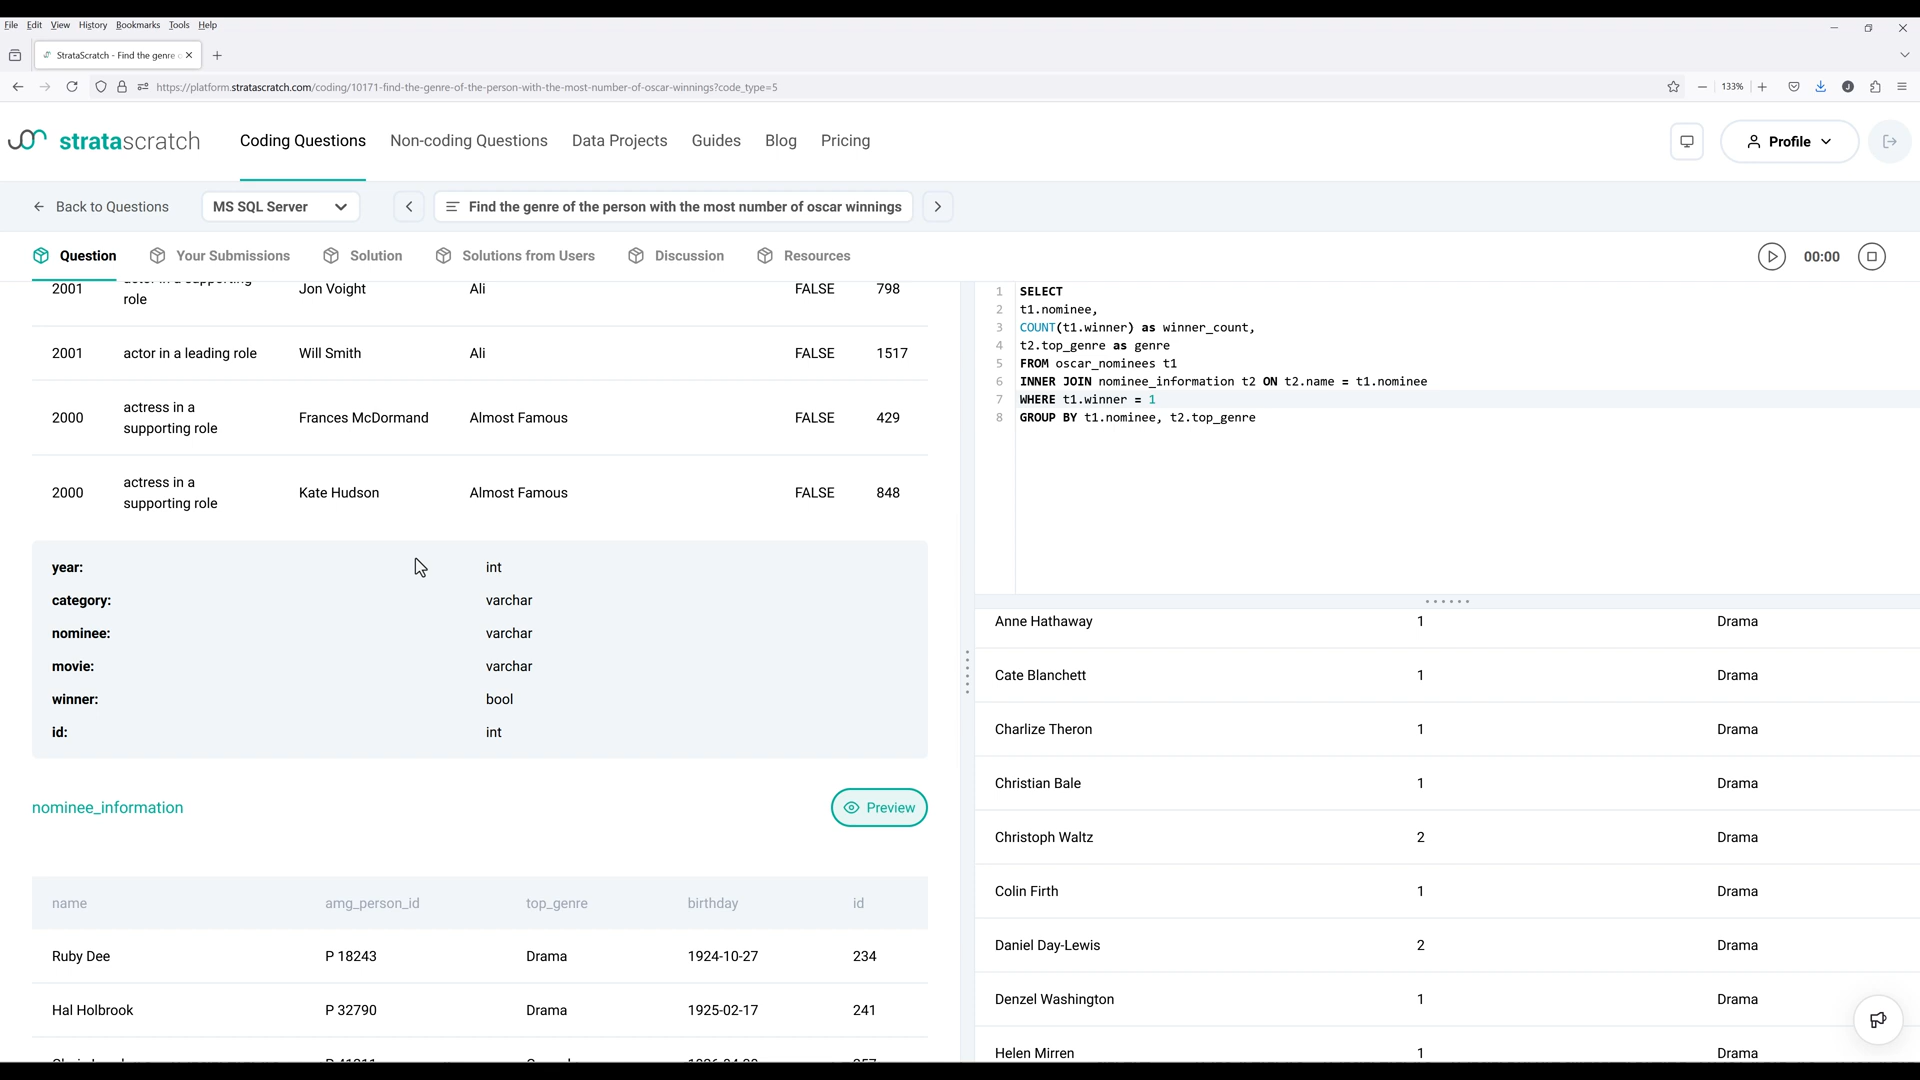 File Edit View History Bookmarks Tools Help
StrataScratch - Find the genre
https://platform.stratascratch.com/coding/10171-find-the-genre-of-the-person-with-the-most-number-of-oscar-winnings?code_type=5
133%
stratascratch Coding Questions Non-coding Questions Data Projects Guides Blog Pricing Profile
Back to Questions MS SQL Server Find the genre of the person with the most number of oscar winnings
Question Your Submissions Solution Solutions from Users Discussion Resources 00:00
2001 actor in a supporting role Jon Voight Ali FALSE 798
2001 actor in a leading role Will Smith Ali FALSE 1517
2000 actress in a supporting role Frances McDormand Almost Famous FALSE 429
2000 actress in a supporting role Kate Hudson Almost Famous FALSE 848
year: int
category: varchar
nominee: varchar
movie: varchar
winner: bool
id: int
nominee_information Preview
name amg_person_id top_genre birthday id
Ruby Dee P 18243 Drama 1924-10-27 234
Hal Holbrook P 32790 Drama 1925-02-17 241
1 SELECT
2 t1.nominee,
3 COUNT(t1.winner) as winner_count,
4 t2.top_genre as genre
5 FROM oscar_nominees t1
6 INNER JOIN nominee_information t2 ON t2.name = t1.nominee
7 WHERE t1.winner = 1
8 GROUP BY t1.nominee, t2.top_genre
Anne Hathaway 1 Drama
Cate Blanchett 1 Drama
Charlize Theron 1 Drama
Christian Bale 1 Drama
Christoph Waltz 2 Drama
Colin Firth 1 Drama
Daniel Day-Lewis 2 Drama
Denzel Washington 1 Drama
Helen Mirren 1 Drama